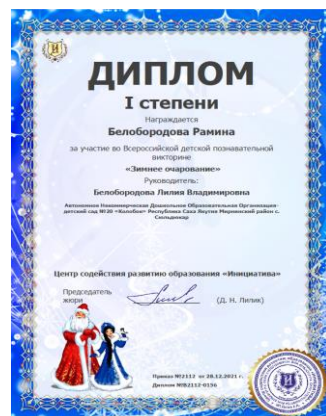 ДИПЛОМ
I степени
Награждается
Белобородова Рамина
за участие во Всероссийской детской познавательной
викторине
«Зимнее очарование»
Руководитель:
Белобородова Лилия Владимировна
Автономная Некоммерческая Дошкольная Образовательная Организация-
детский сад №20 «Колобок» Республика Саха Якутия Мирнинский район с.
Сюльдюкар
Центр содействия развитию образования «Инициатива»
Председатель
жюри
(Д. Н. Лилик)
Приказ №2112 от 28.12.2021 г.
Диплом №В2112-0156